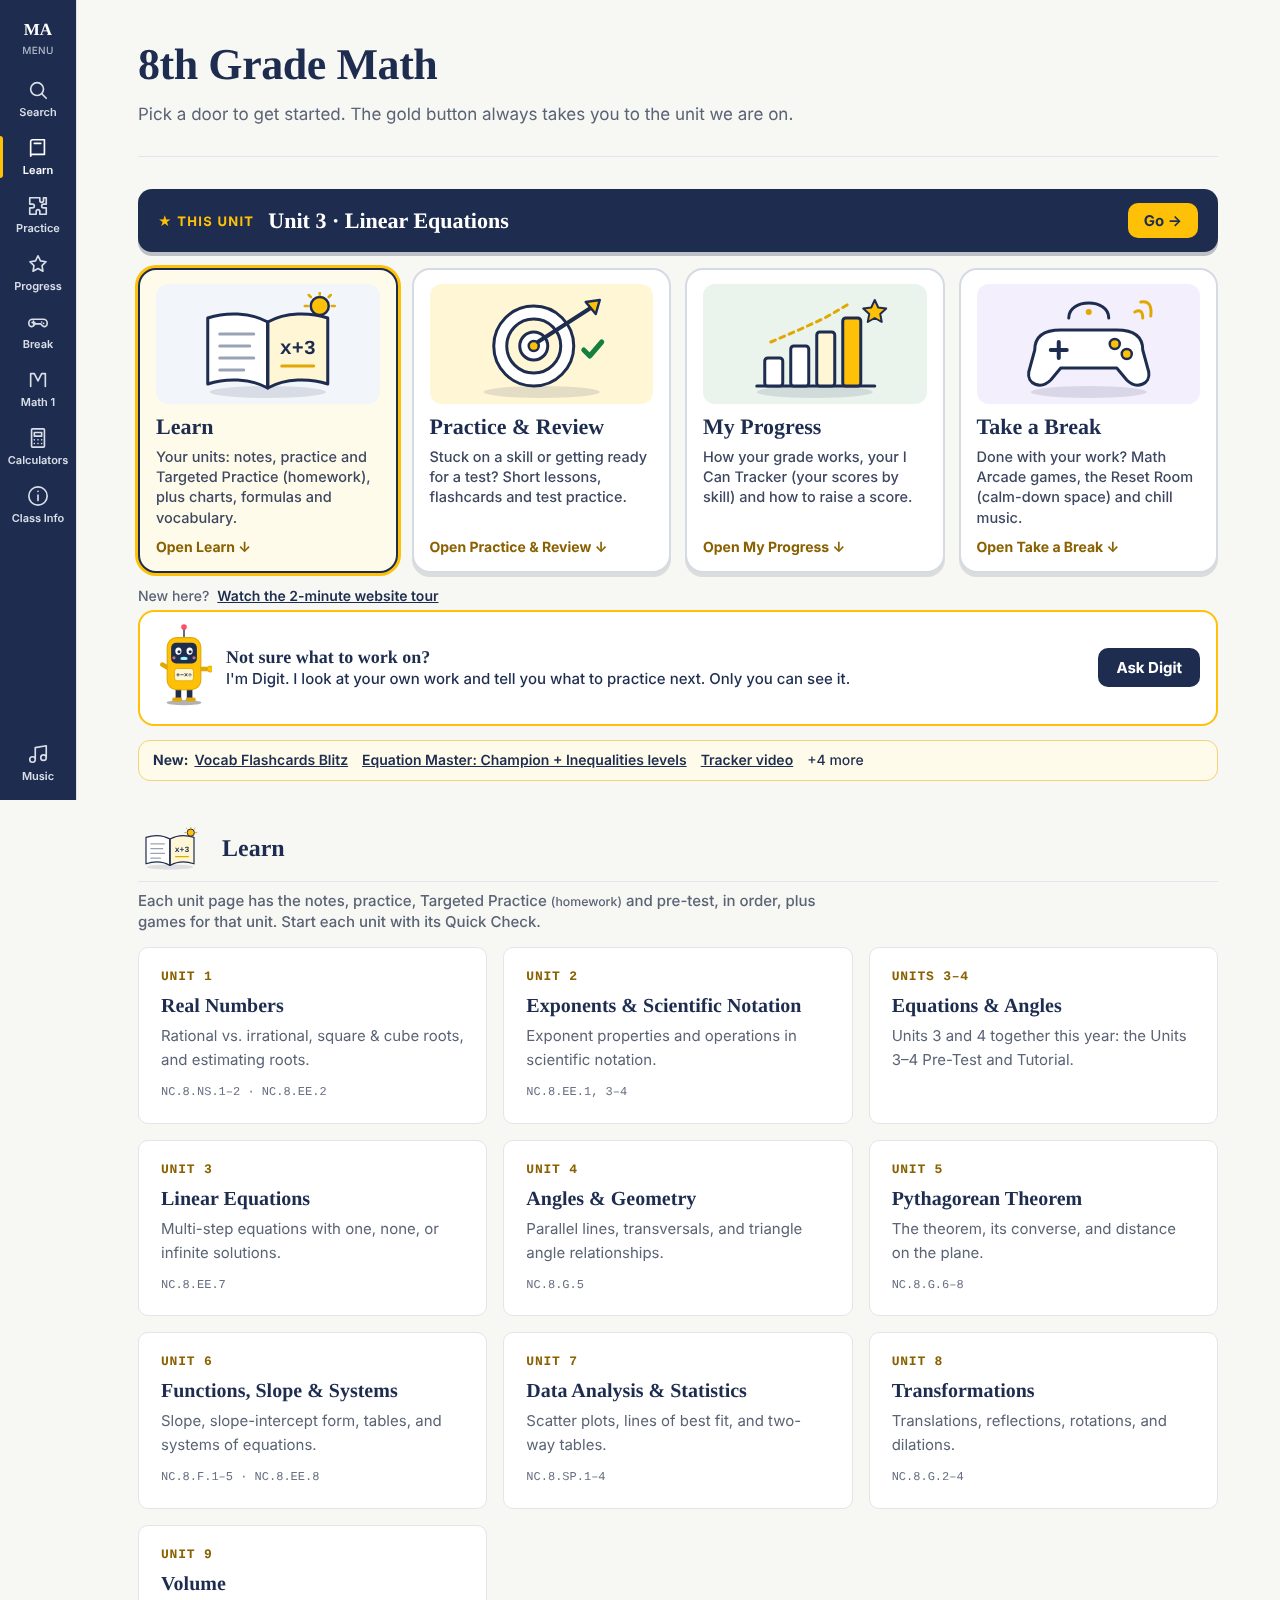 MA
MENU
Search
Learn
Practice
Progress
Break
Math 1
Calculators
Class Info
Music
8th Grade Math
Pick a door to get started. The gold button always takes you to the unit we are on.
★ THIS UNIT Unit 3 · Linear Equations
Go →
x+3
Learn
Your units: notes, practice and
Targeted Practice (homework),
plus charts, formulas and
vocabulary.
Open Learn ↓
Practice & Review
Stuck on a skill or getting ready
for a test? Short lessons,
flashcards and test practice.
Open Practice & Review ↓
My Progress
How your grade works, your I
Can Tracker (your scores by
skill) and how to raise a score.
Open My Progress ↓
Take a Break
Done with your work? Math
Arcade games, the Reset Room
(calm-down space) and chill
music.
Open Take a Break ↓
New here? Watch the 2-minute website tour
Not sure what to work on?
I'm Digit. I look at your own work and tell you what to practice next. Only you can see it.
Ask Digit
New: Vocab Flashcards Blitz Equation Master: Champion + Inequalities levels Tracker video +4 more
x+3
Learn
Each unit page has the notes, practice, Targeted Practice (homework) and pre-test, in order, plus
games for that unit. Start each unit with its Quick Check.
UNIT 1
Real Numbers
Rational vs. irrational, square & cube roots,
and estimating roots.
NC.8.NS.1–2 · NC.8.EE.2
UNIT 2
Exponents & Scientific Notation
Exponent properties and operations in
scientific notation.
NC.8.EE.1, 3–4
UNITS 3–4
Equations & Angles
Units 3 and 4 together this year: the Units
3–4 Pre-Test and Tutorial.
UNIT 3
Linear Equations
Multi-step equations with one, none, or
infinite solutions.
NC.8.EE.7
UNIT 4
Angles & Geometry
Parallel lines, transversals, and triangle
angle relationships.
NC.8.G.5
UNIT 5
Pythagorean Theorem
The theorem, its converse, and distance
on the plane.
NC.8.G.6–8
UNIT 6
Functions, Slope & Systems
Slope, slope-intercept form, tables, and
systems of equations.
NC.8.F.1–5 · NC.8.EE.8
UNIT 7
Data Analysis & Statistics
Scatter plots, lines of best fit, and two-
way tables.
NC.8.SP.1–4
UNIT 8
Transformations
Translations, reflections, rotations, and
dilations.
NC.8.G.2–4
UNIT 9
Volume